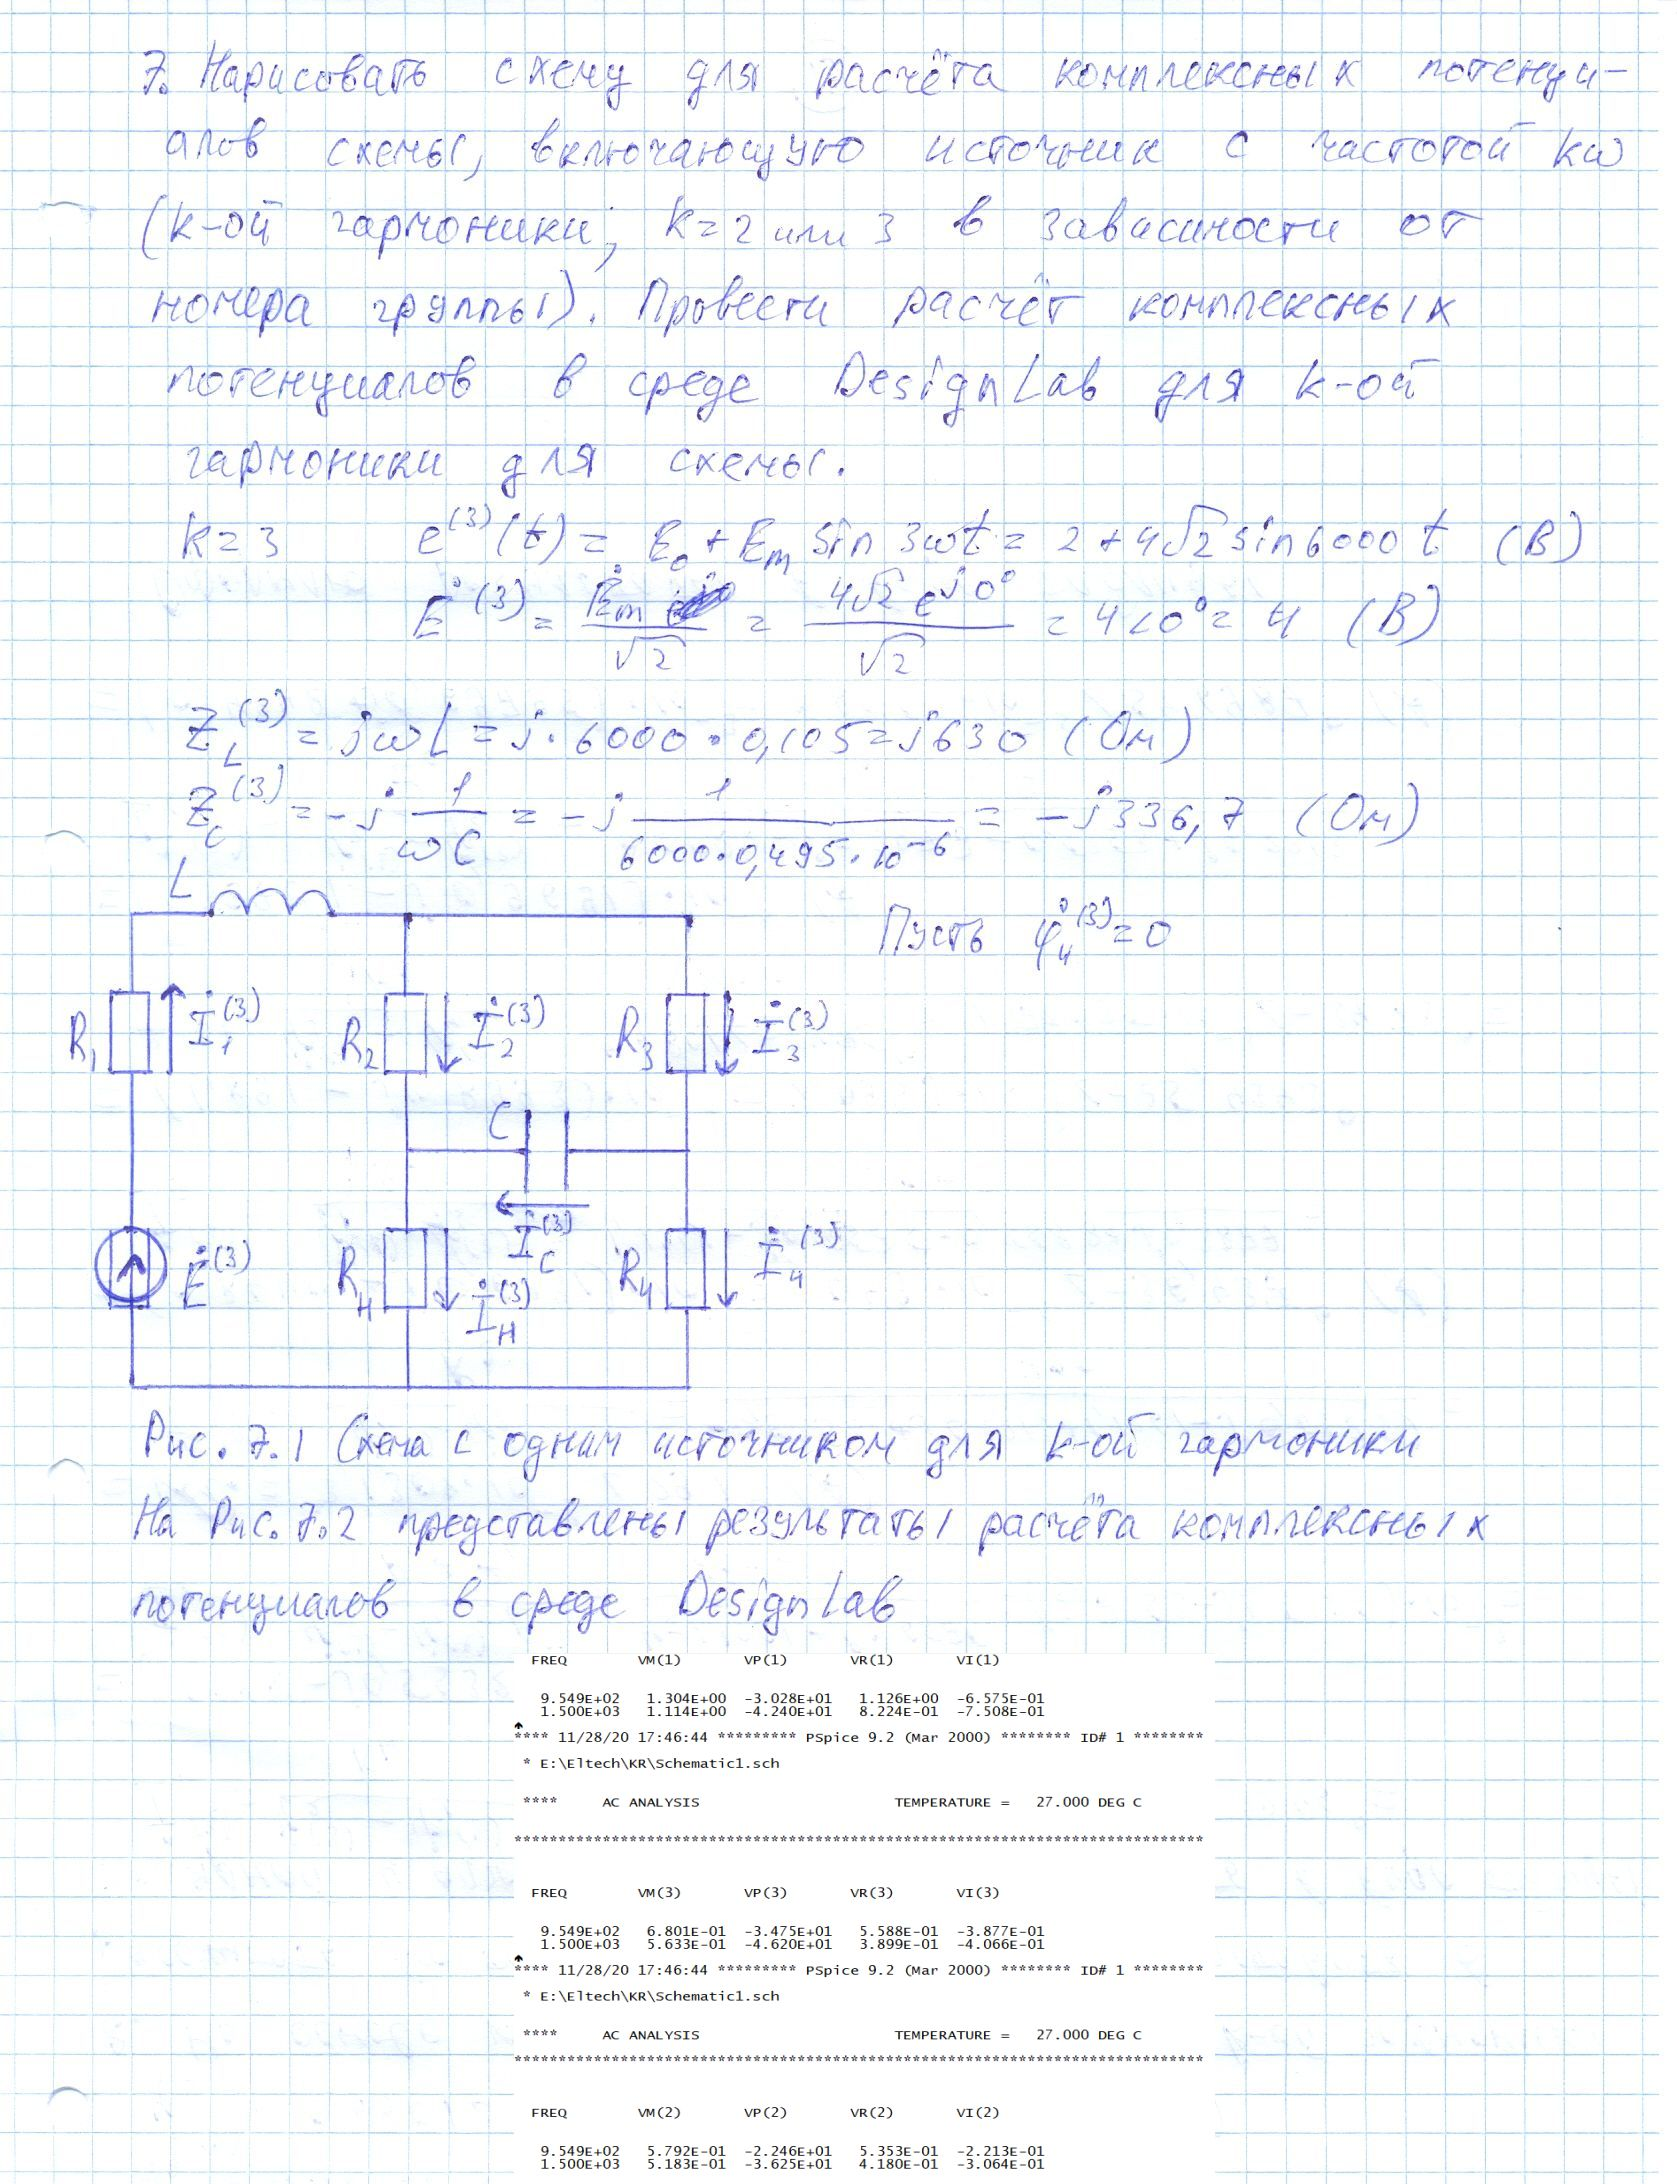 7. Нарисовать схему для расчёта комплексных потенци-
алов схемы, включающую источник с частотой kω
(k-ой гармоники; k=2 или 3 в зависимости от
номера группы). Провести расчёт комплексных
потенциалов в среде DesignLab для k-ой
гармоники для схемы.
k=3 e⁽³⁾(t) = E₀ + Eₘ sin 3ωt = 2 + 4√2 sin 6000 t (В)
Ė⁽³⁾ = Ėₘ / √2 = 4√2 e^j0° / √2 = 4∠0° = 4 (В)
Z_L⁽³⁾ = jωL = j·6000·0,105 = j630 (Ом)
Z_C⁽³⁾ = -j 1/ωC = -j 1/6000·0,495·10⁻⁶ = -j336,7 (Ом)
L
Пусть φ̇₄⁽³⁾=0
R₁ İ₁⁽³⁾ R₂ İ₂⁽³⁾ R₃ İ₃⁽³⁾
C
İ_C⁽³⁾
Ė⁽³⁾ R_Н İ_Н⁽³⁾ R₄ İ₄⁽³⁾
Рис. 7.1 Схема с одним источником для k-ой гармоники
На Рис. 7.2 представлены результаты расчёта комплексных
потенциалов в среде DesignLab
FREQ VM(1) VP(1) VR(1) VI(1)
9.549E+02 1.304E+00 -3.028E+01 1.126E+00 -6.575E-01
1.500E+03 1.114E+00 -4.240E+01 8.224E-01 -7.508E-01
**** 11/28/20 17:46:44 ********* PSpice 9.2 (Mar 2000) ******** ID# 1 ********
* E:\Eltech\KR\Schematic1.sch
**** AC ANALYSIS TEMPERATURE = 27.000 DEG C
******************************************************************************
FREQ VM(3) VP(3) VR(3) VI(3)
9.549E+02 6.801E-01 -3.475E+01 5.588E-01 -3.877E-01
1.500E+03 5.633E-01 -4.620E+01 3.899E-01 -4.066E-01
**** 11/28/20 17:46:44 ********* PSpice 9.2 (Mar 2000) ******** ID# 1 ********
* E:\Eltech\KR\Schematic1.sch
**** AC ANALYSIS TEMPERATURE = 27.000 DEG C
******************************************************************************
FREQ VM(2) VP(2) VR(2) VI(2)
9.549E+02 5.792E-01 -2.246E+01 5.353E-01 -2.213E-01
1.500E+03 5.183E-01 -3.625E+01 4.180E-01 -3.064E-01